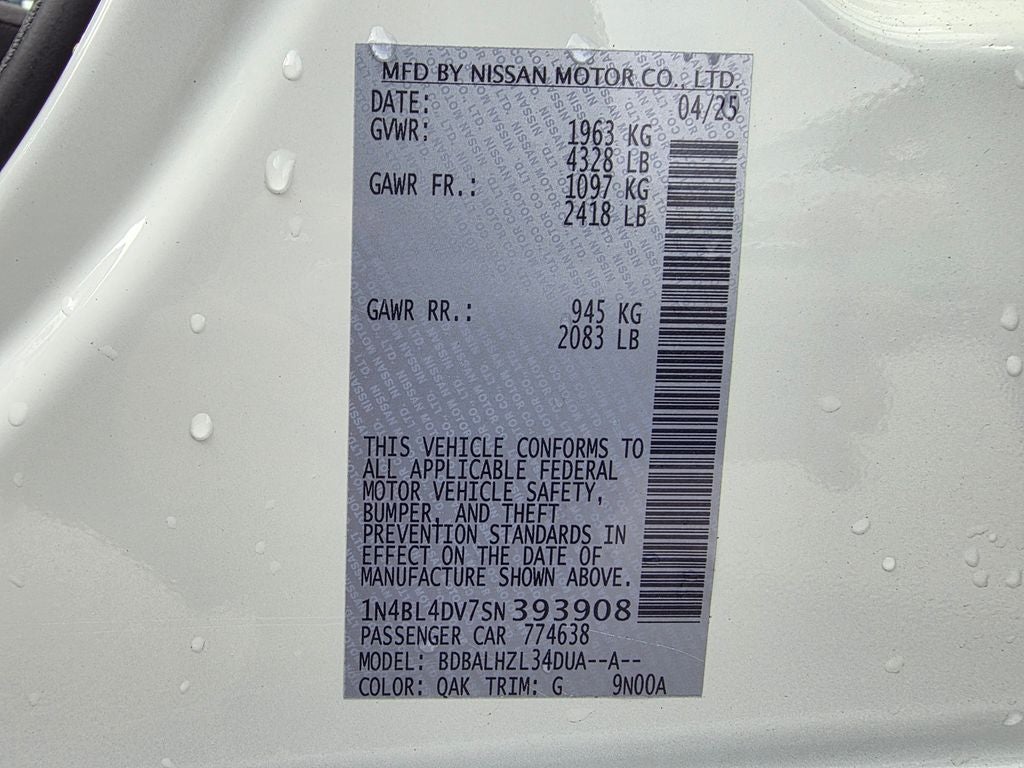 MFD BY NISSAN MOTOR CO., LTD.
DATE: 04/25
GVWR: 1963 KG
4328 LB
GAWR FR.: 1097 KG
2418 LB
GAWR RR.: 945 KG
2083 LB
THIS VEHICLE CONFORMS TO
ALL APPLICABLE FEDERAL
MOTOR VEHICLE SAFETY,
BUMPER, AND THEFT
PREVENTION STANDARDS IN
EFFECT ON THE DATE OF
MANUFACTURE SHOWN ABOVE.
1N4BL4DV7SN393908
PASSENGER CAR 774638
MODEL: BDBALHZL34DUA--A--
COLOR: QAK TRIM: G 9N00A